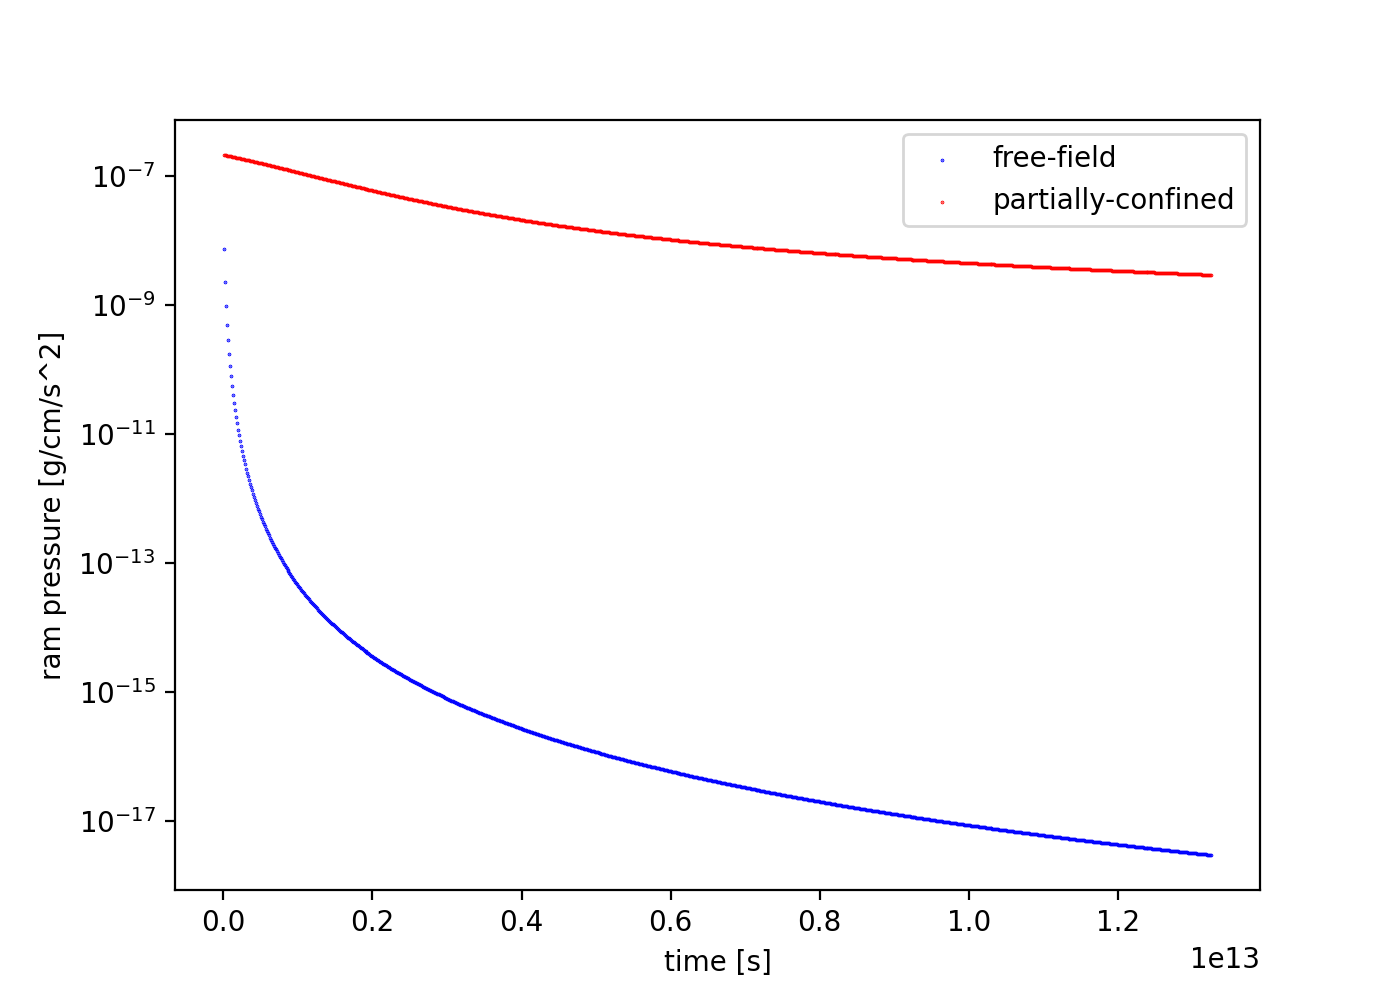 free-field
partially-confined
10⁻⁷
10⁻⁹
10⁻¹¹
10⁻¹³
10⁻¹⁵
10⁻¹⁷
ram pressure [g/cm/s^2]
0.0 0.2 0.4 0.6 0.8 1.0 1.2
time [s]
1e13